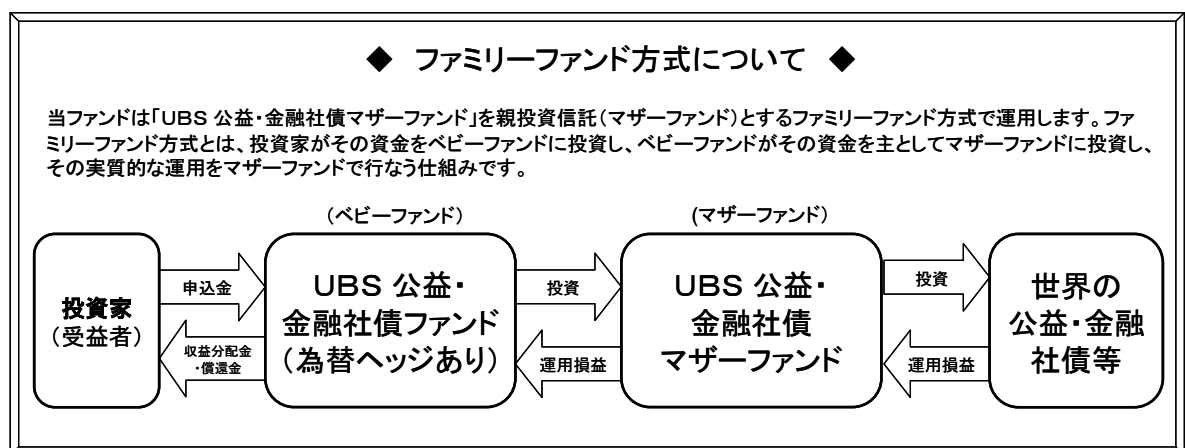 ◆ ファミリーファンド方式について ◆
当ファンドは「UBS 公益・金融社債マザーファンド」を親投資信託(マザーファンド)とするファミリーファンド方式で運用します。ファ
ミリーファンド方式とは、投資家がその資金をベビーファンドに投資し、ベビーファンドがその資金を主としてマザーファンドに投資し、
その実質的な運用をマザーファンドで行なう仕組みです。
(ベビーファンド)
(マザーファンド)
投資家
(受益者)
申込金
収益分配金
・償還金
UBS 公益・
金融社債ファンド
(為替ヘッジあり)
投資
運用損益
UBS 公益・
金融社債
マザーファンド
投資
運用損益
世界の
公益・金融
社債等